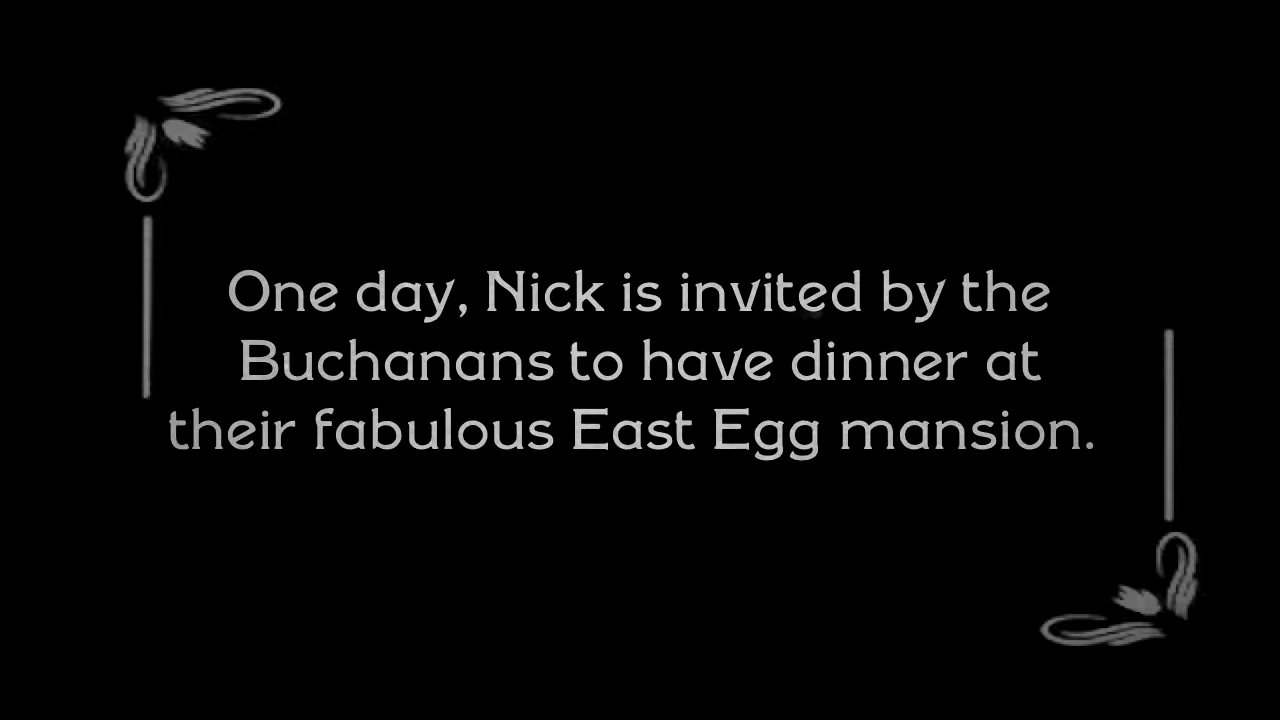 One day, Nick is invited by the
Buchanans to have dinner at
their fabulous East Egg mansion.